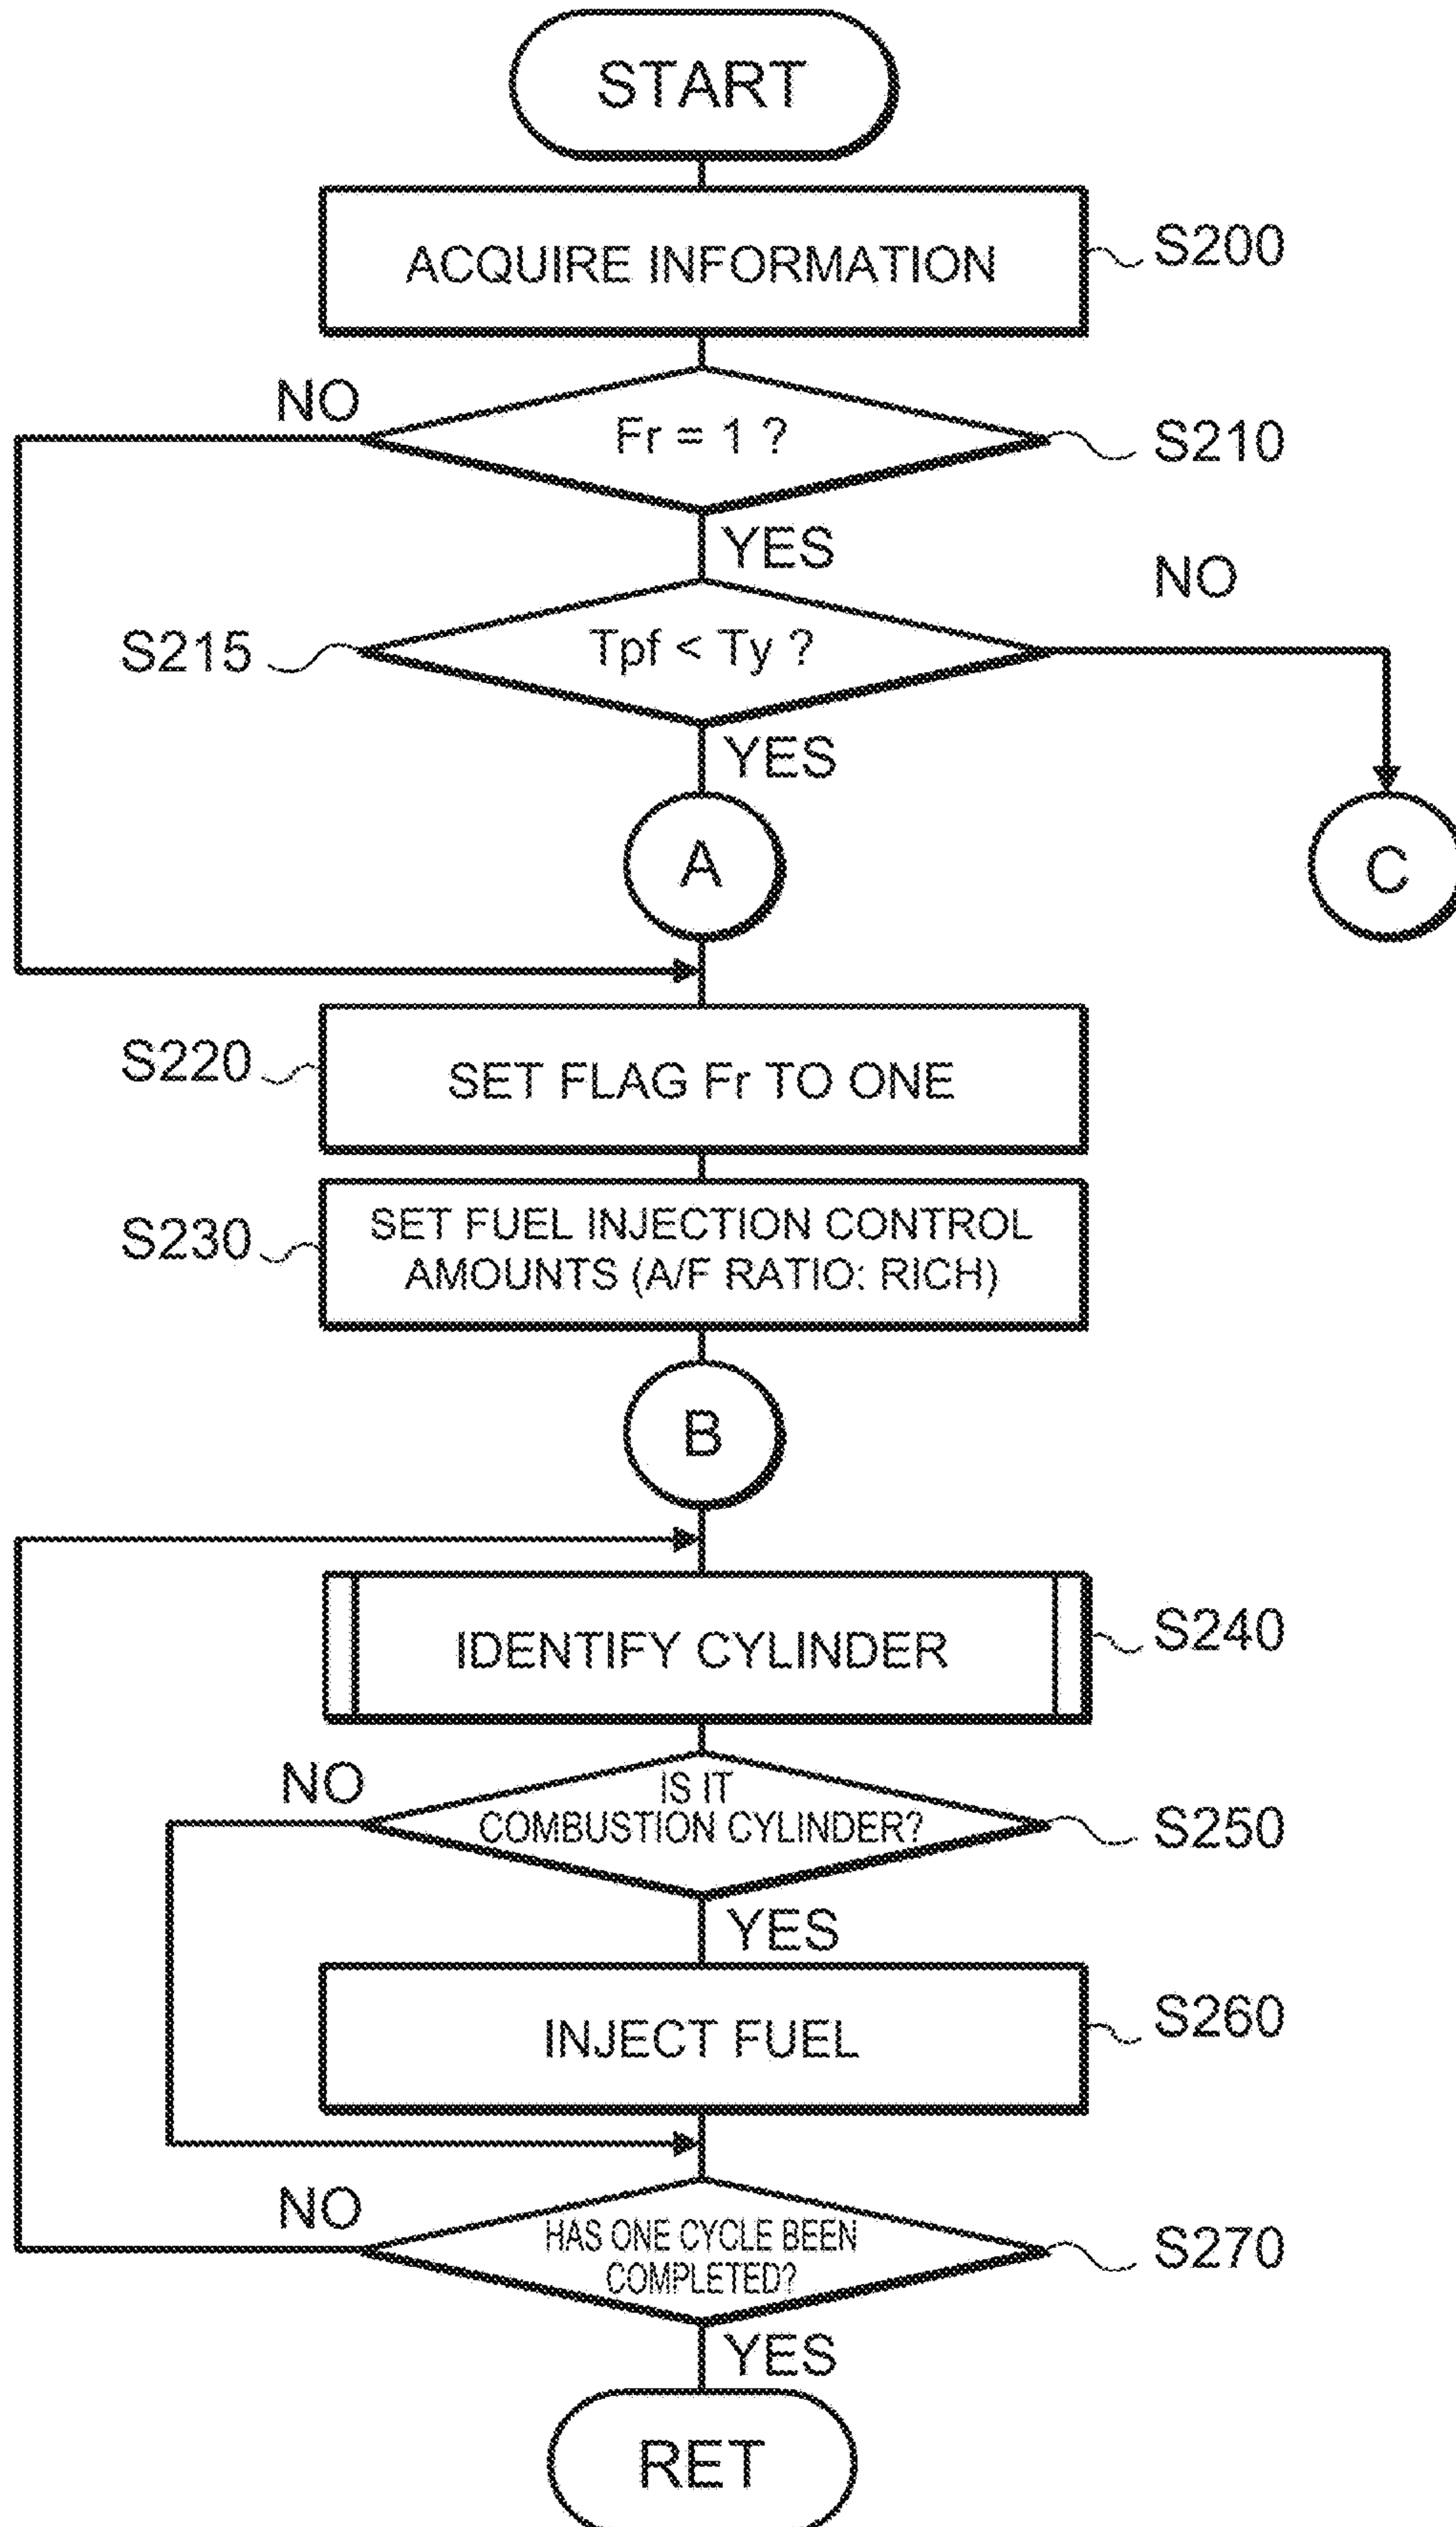 START
ACQUIRE INFORMATION
S200
NO
Fr = 1 ?
S210
YES
NO
S215
Tpf < Ty ?
YES
A
C
S220
SET FLAG Fr TO ONE
S230
SET FUEL INJECTION CONTROL
AMOUNTS (A/F RATIO: RICH)
B
IDENTIFY CYLINDER
S240
NO
IS IT
COMBUSTION CYLINDER?
S250
YES
INJECT FUEL
S260
NO
HAS ONE CYCLE BEEN
COMPLETED?
S270
YES
RET